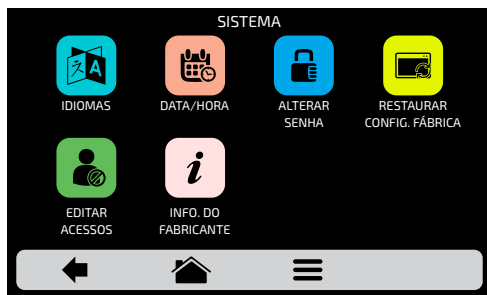 SISTEMA
IDIOMAS
DATA/HORA
ALTERAR
SENHA
RESTAURAR
CONFIG. FÁBRICA
EDITAR
ACESSOS
INFO. DO
FABRICANTE